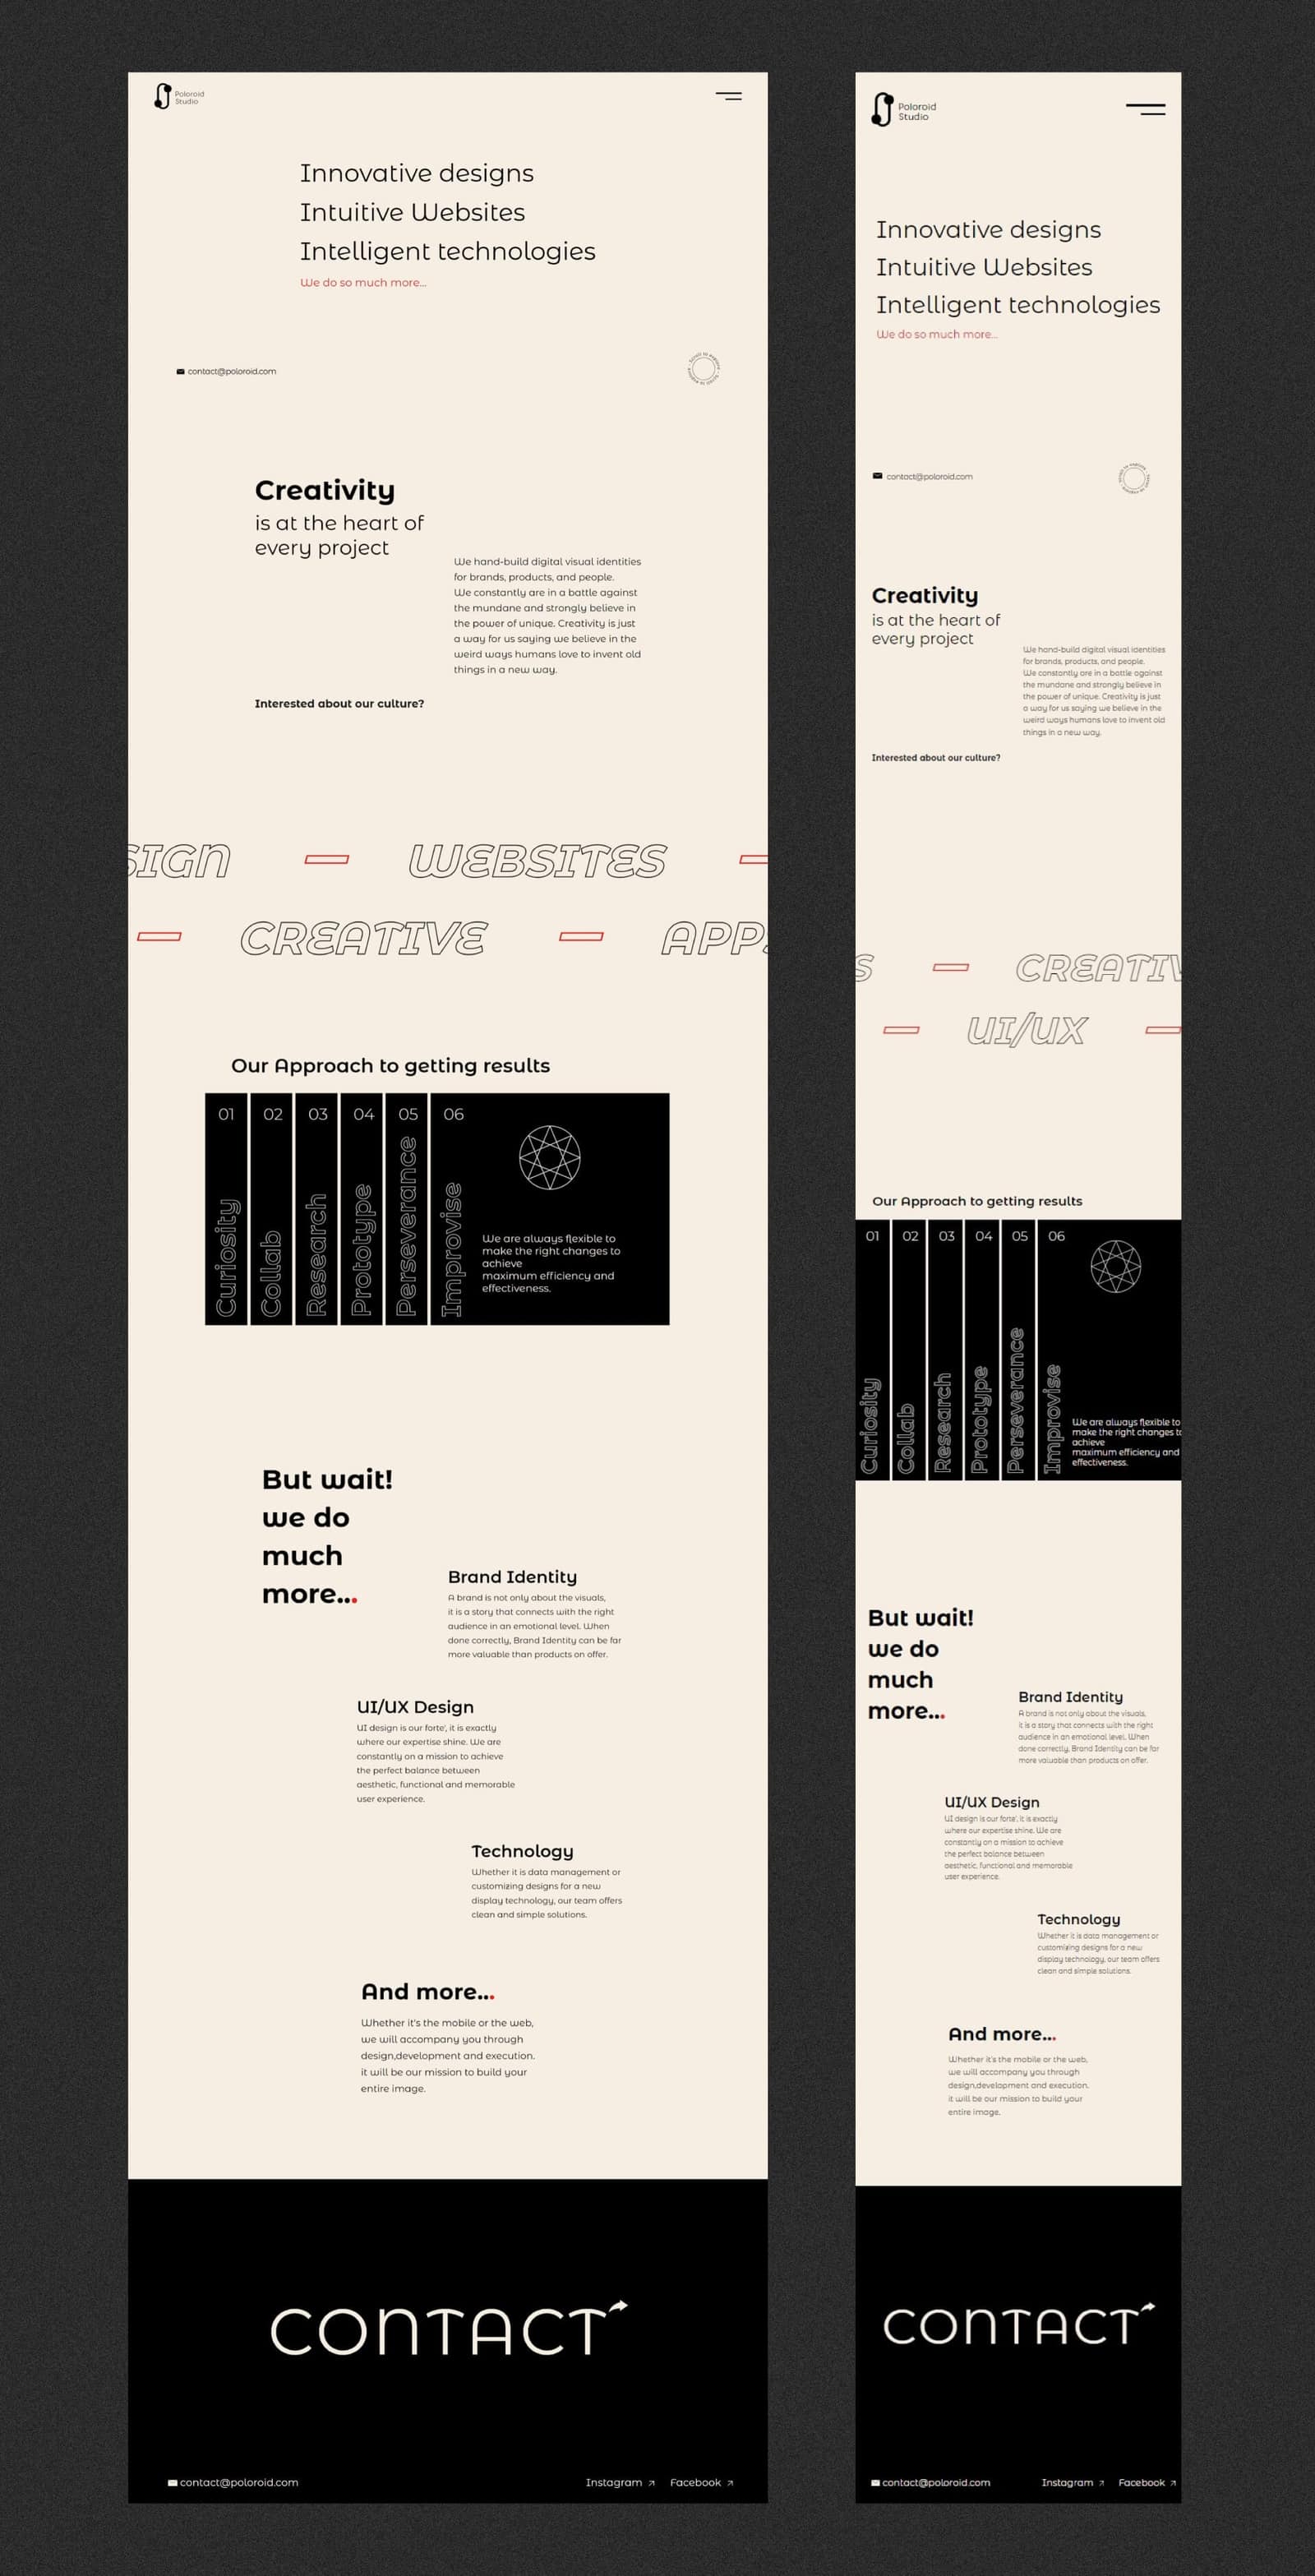 Poloroid
Studio
Innovative designs
Intuitive Websites
Intelligent technologies
We do so much more...
contact@poloroid.com
Creativity
is at the heart of
every project
We hand-build digital visual identities
for brands, products, and people.
We constantly are in a battle against
the mundane and strongly believe in
the power of unique. Creativity is just
a way for us saying we believe in the
weird ways humans love to invent old
things in a new way.
Interested about our culture?
SIGN — WEBSITES —
— CREATIVE — APPS
Our Approach to getting results
01
02
03
04
05
06
Curiosity
Collab
Research
Prototype
Perseverance
Improvise
We are always flexible to
make the right changes to
achieve
maximum efficiency and
effectiveness.
But wait!
we do
much
more...
Brand Identity
A brand is not only about the visuals,
it is a story that connects with the right
audience in an emotional level. When
done correctly, Brand Identity can be far
more valuable than products on offer.
UI/UX Design
UI design is our forte', it is exactly
where our expertise shine. We are
constantly on a mission to achieve
the perfect balance between
aesthetic, functional and memorable
user experience.
Technology
Whether it is data management or
customizing designs for a new
display technology, our team offers
clean and simple solutions.
And more...
Whether it's the mobile or the web,
we will accompany you through
design,development and execution.
it will be our mission to build your
entire image.
CONTACT
contact@poloroid.com
Instagram
Facebook
Poloroid
Studio
Innovative designs
Intuitive Websites
Intelligent technologies
We do so much more...
contact@poloroid.com
Creativity
is at the heart of
every project
We hand-build digital visual identities
for brands, products, and people.
We constantly are in a battle against
the mundane and strongly believe in
the power of unique. Creativity is just
a way for us saying we believe in the
weird ways humans love to invent old
things in a new way.
Interested about our culture?
S — CREATIV
— UI/UX —
Our Approach to getting results
01
02
03
04
05
06
Curiosity
Collab
Research
Prototype
Perseverance
Improvise
We are always flexible to
make the right changes to
achieve
maximum efficiency and
effectiveness.
But wait!
we do
much
more...
Brand Identity
A brand is not only about the visuals,
it is a story that connects with the right
audience in an emotional level. When
done correctly, Brand Identity can be far
more valuable than products on offer.
UI/UX Design
UI design is our forte', it is exactly
where our expertise shine. We are
constantly on a mission to achieve
the perfect balance between
aesthetic, functional and memorable
user experience.
Technology
Whether it is data management or
customizing designs for a new
display technology, our team offers
clean and simple solutions.
And more...
Whether it's the mobile or the web,
we will accompany you through
design,development and execution.
it will be our mission to build your
entire image.
CONTACT
contact@poloroid.com
Instagram
Facebook